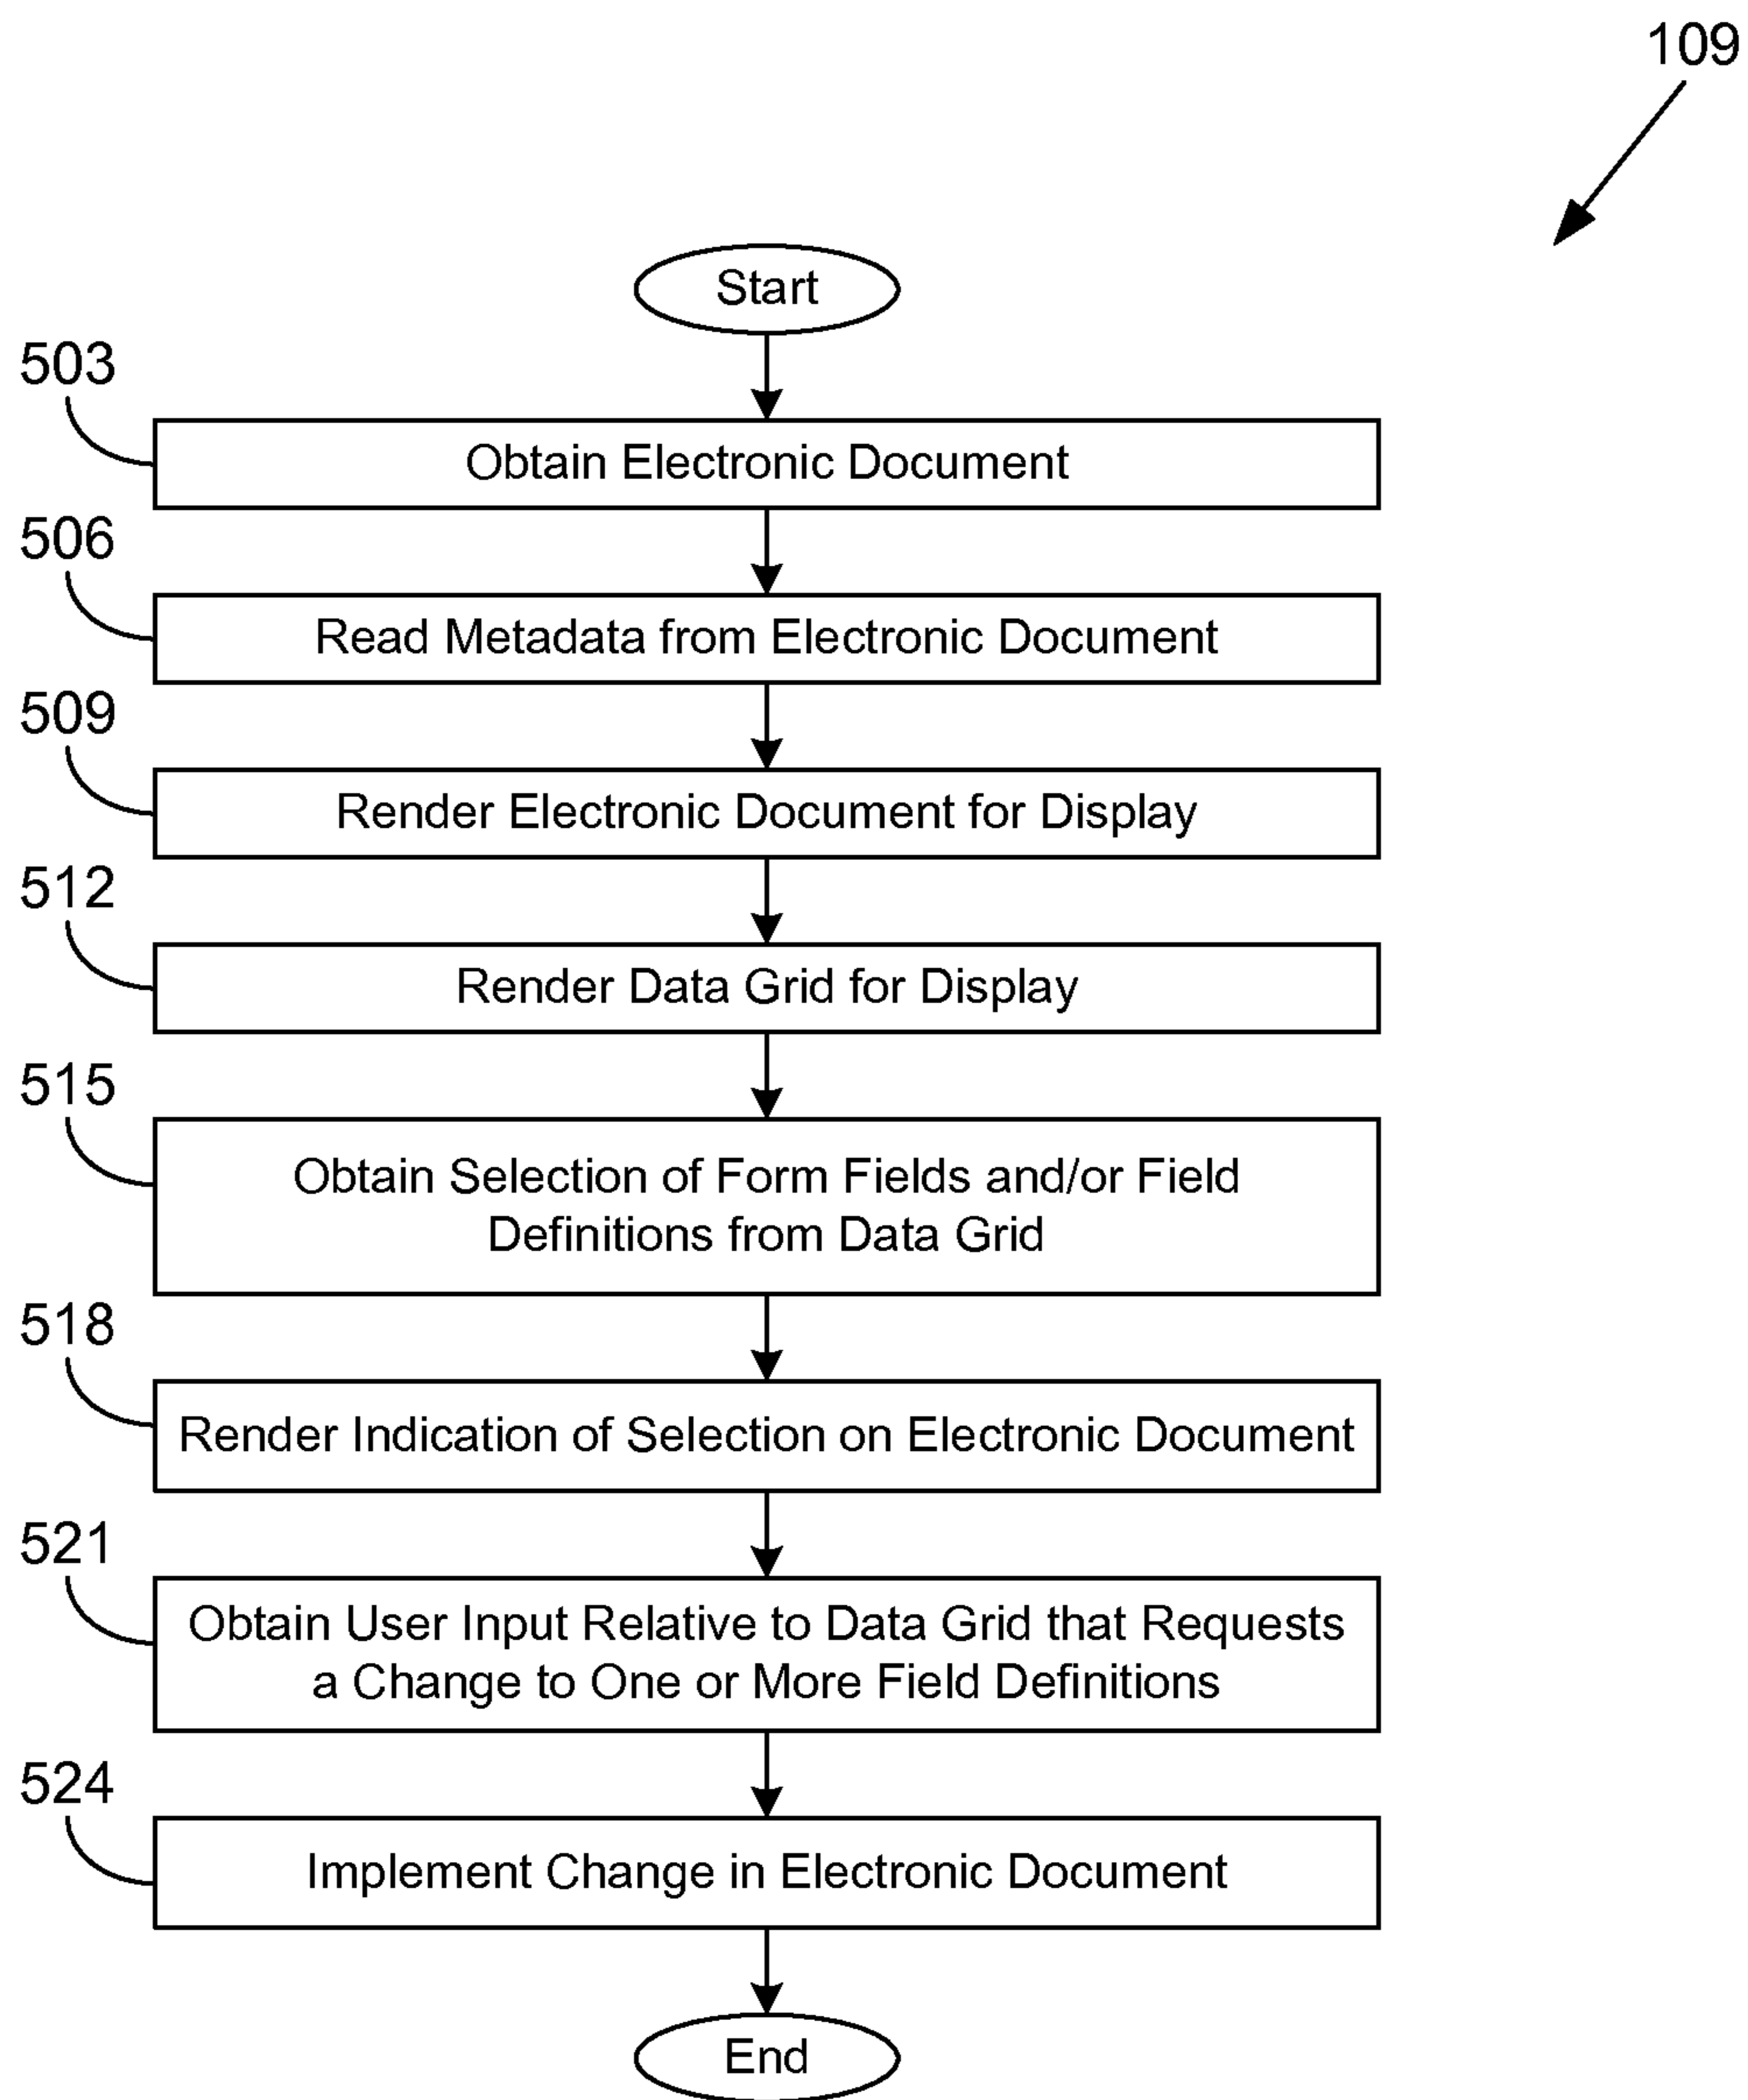 109
Start
503
Obtain Electronic Document
506
Read Metadata from Electronic Document
509
Render Electronic Document for Display
512
Render Data Grid for Display
515
Obtain Selection of Form Fields and/or Field
Definitions from Data Grid
518
Render Indication of Selection on Electronic Document
521
Obtain User Input Relative to Data Grid that Requests
a Change to One or More Field Definitions
524
Implement Change in Electronic Document
End